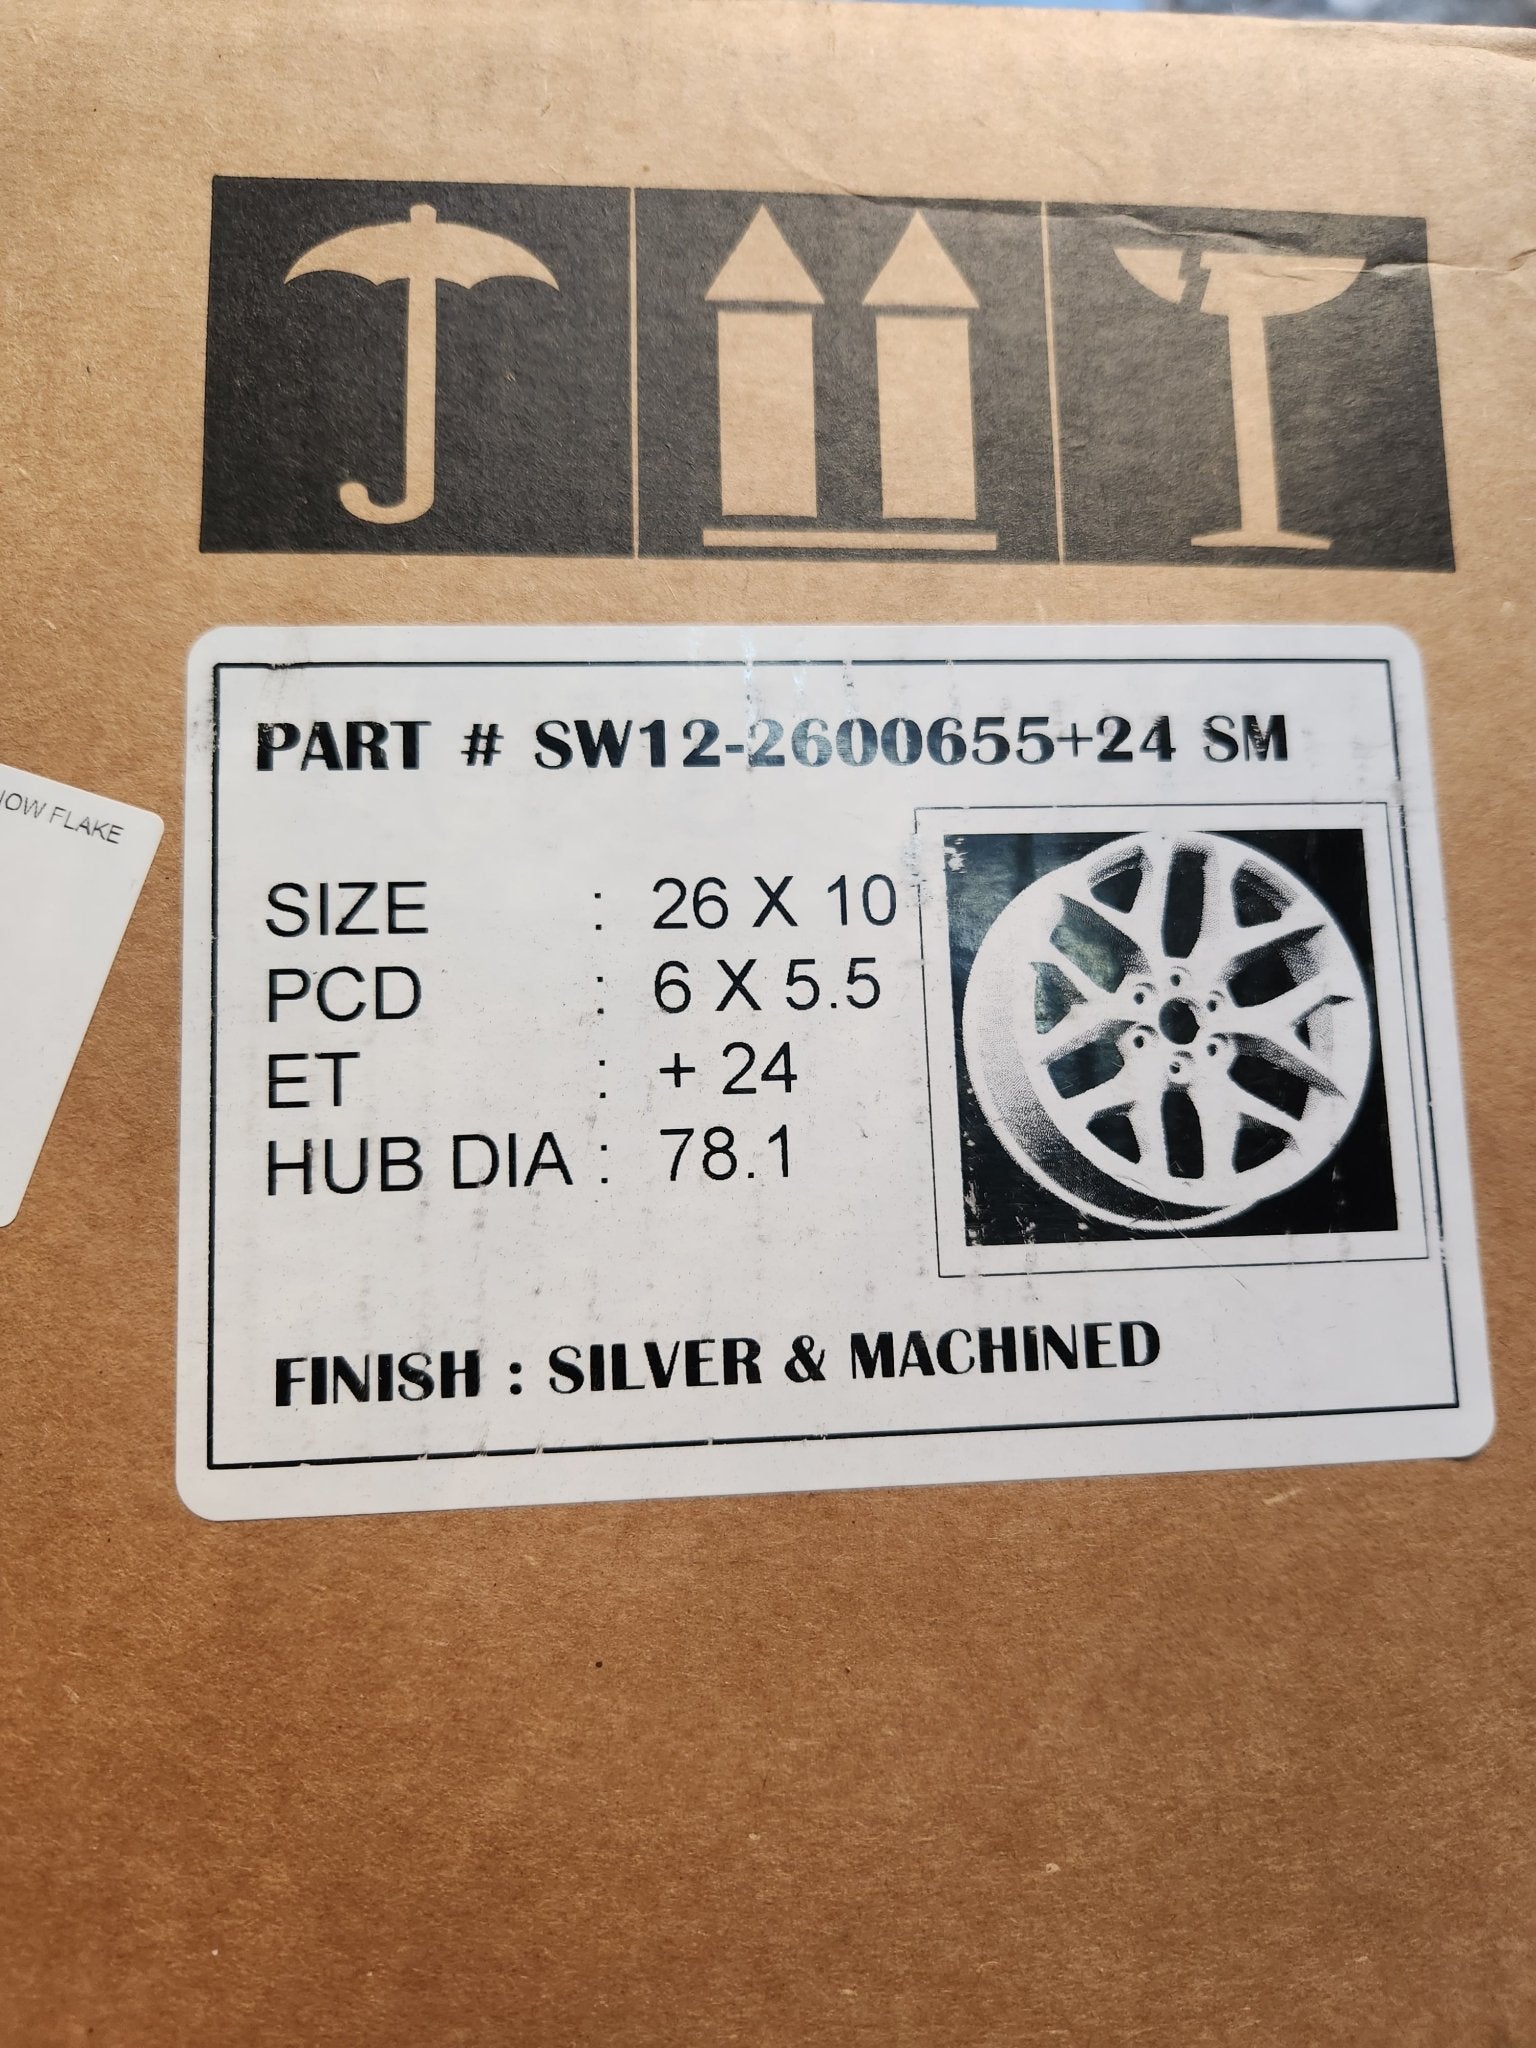 PART # SW12-2600655+24 SM
SIZE : 26 X 10
PCD : 6 X 5.5
ET : + 24
HUB DIA : 78.1
FINISH : SILVER & MACHINED
FLAKE